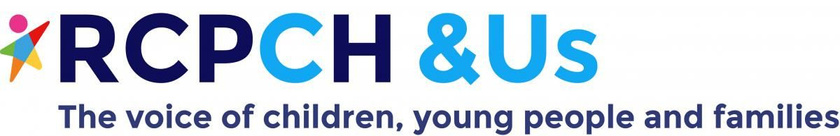 RCPCH &Us
The voice of children, young people and families